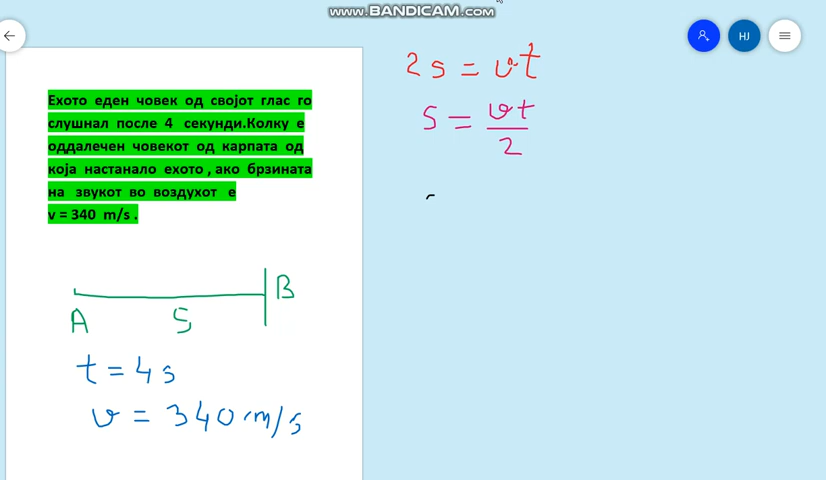 www.BANDICAM.com
HJ
Ехото еден човек од својот глас го
слушнал после 4 секунди.Колку е
оддалечен човекот од карпата од
која настанало ехото , ако брзината
на звукот во воздухот е
v = 340 m/s .
A S B
t = 4 s
v = 340 m/s
2s = vt
s = vt/2